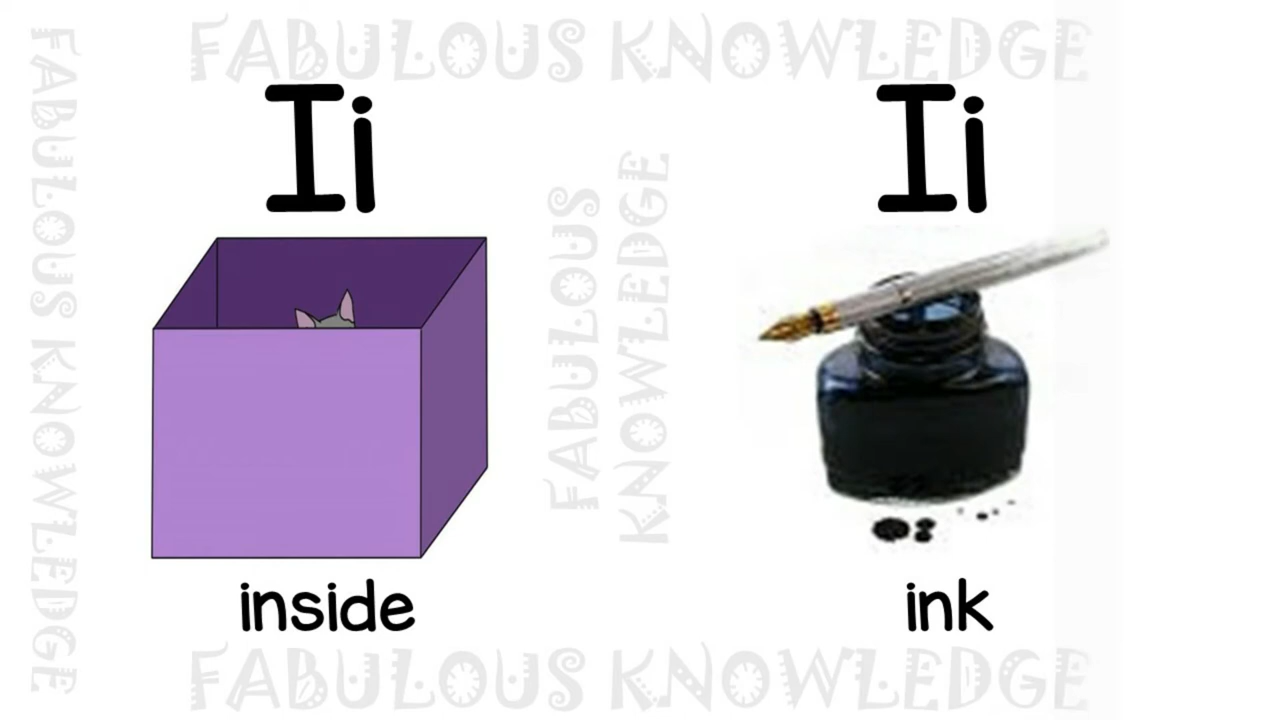 FABULOUS KNOWLEDGE
FABULOUS KNOWLEDGE
Ii
Ii
FABULOUS
KNOWLEDGE
inside
ink
FABULOUS KNOWLEDGE